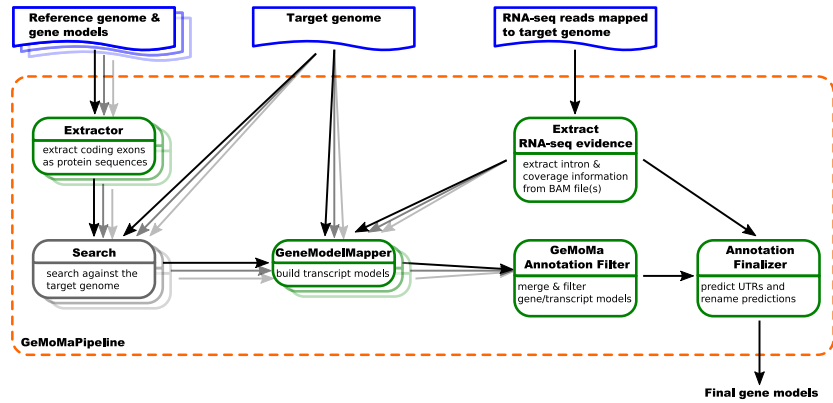 Reference genome &
gene models
Target genome
RNA-seq reads mapped
to target genome
Extractor
extract coding exons
as protein sequences
Extract
RNA-seq evidence
extract intron &
coverage information
from BAM file(s)
Search
search against the
target genome
GeneModelMapper
build transcript models
GeMoMa
Annotation Filter
merge & filter
gene/transcript models
Annotation
Finalizer
predict UTRs and
rename predictions
GeMoMaPipeline
Final gene models